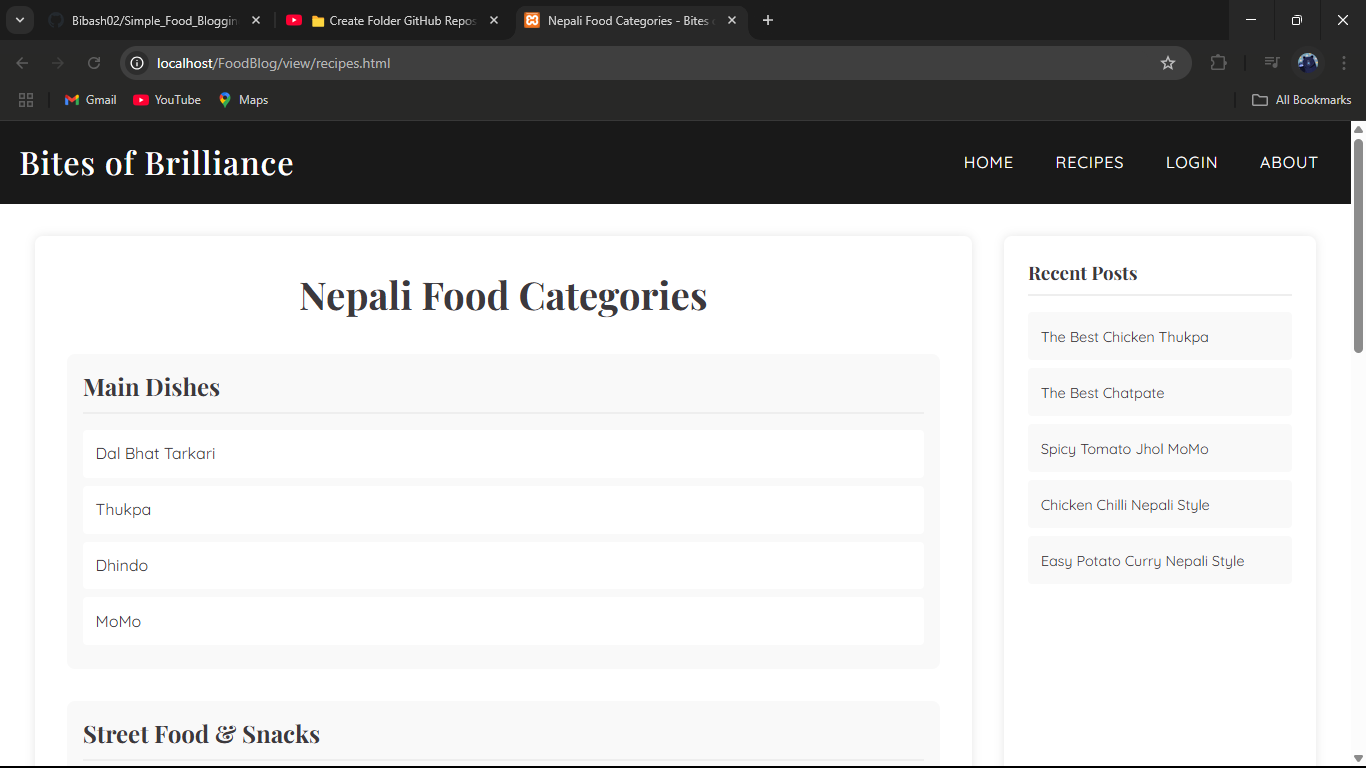 Bibash02/Simple_Food_Bloggin
Create Folder GitHub Repos
Nepali Food Categories - Bites
localhost/FoodBlog/view/recipes.html
Gmail
YouTube
Maps
All Bookmarks
Bites of Brilliance
HOME
RECIPES
LOGIN
ABOUT
Nepali Food Categories
Main Dishes
Dal Bhat Tarkari
Thukpa
Dhindo
MoMo
Street Food & Snacks
Recent Posts
The Best Chicken Thukpa
The Best Chatpate
Spicy Tomato Jhol MoMo
Chicken Chilli Nepali Style
Easy Potato Curry Nepali Style